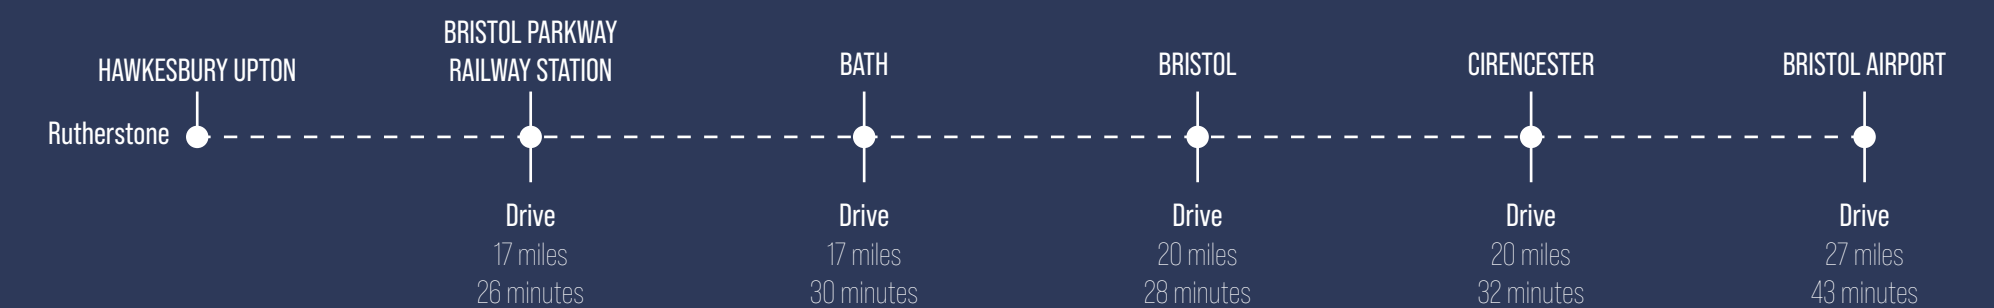 HAWKESBURY UPTON
BRISTOL PARKWAY
RAILWAY STATION
BATH
BRISTOL
CIRENCESTER
BRISTOL AIRPORT
Rutherstone
Drive
17 miles
26 minutes
Drive
17 miles
30 minutes
Drive
20 miles
28 minutes
Drive
20 miles
32 minutes
Drive
27 miles
43 minutes